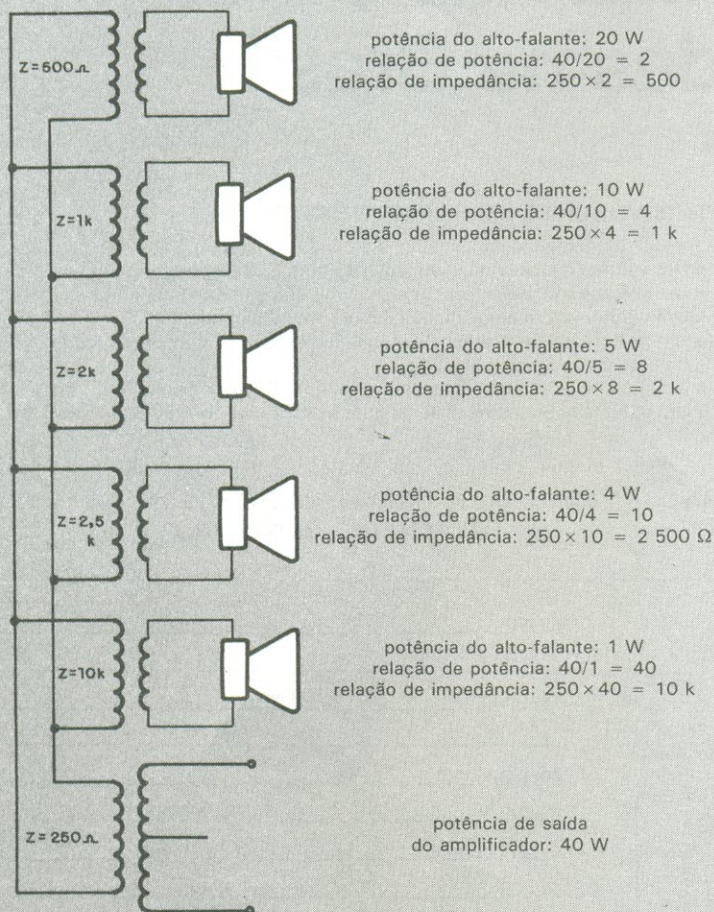 Z=500Ω
potência do alto-falante: 20 W
relação de potência: 40/20 = 2
relação de impedância: 250 × 2 = 500
Z=1k
potência do alto-falante: 10 W
relação de potência: 40/10 = 4
relação de impedância: 250 × 4 = 1 k
Z=2k
potência do alto-falante: 5 W
relação de potência: 40/5 = 8
relação de impedância: 250 × 8 = 2 k
Z=2,5
k
potência do alto-falante: 4 W
relação de potência: 40/4 = 10
relação de impedância: 250 × 10 = 2 500 Ω
Z=10k
potência do alto-falante: 1 W
relação de potência: 40/1 = 40
relação de impedância: 250 × 40 = 10 k
Z=250Ω
potência de saída
do amplificador: 40 W